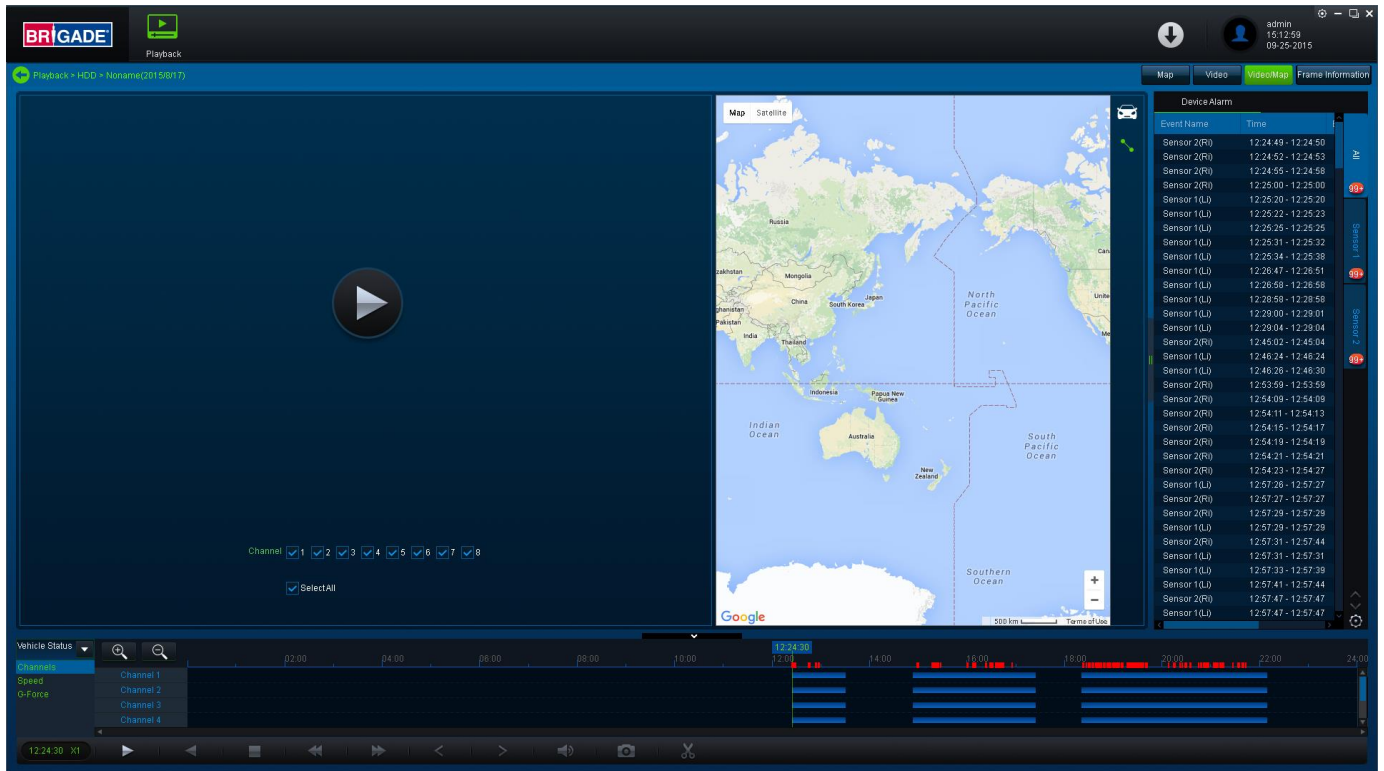 BRIGADE
Playback
admin
15:12:59
09-25-2015
Playback > HDD > Noname(2015/8/17)
Map Video Video/Map Frame Information
Map Satellite
Russia
Mongolia
China
South Korea
Japan
India
Thailand
Indonesia
Papua New
Guinea
Australia
New
Zealand
North
Pacific
Ocean
Indian
Ocean
South
Pacific
Ocean
Southern
Ocean
+
−
Google
500 km
Terms of Use
Channel 1 2 3 4 5 6 7 8
Select All
Device Alarm
Event Name Time
Sensor 2(Ri) 12:24:49 - 12:24:50
Sensor 2(Ri) 12:24:52 - 12:24:53
Sensor 2(Ri) 12:24:55 - 12:24:58
Sensor 2(Ri) 12:25:00 - 12:25:00
Sensor 1(Li) 12:25:20 - 12:25:20
Sensor 1(Li) 12:25:22 - 12:25:23
Sensor 1(Li) 12:25:25 - 12:25:25
Sensor 1(Li) 12:25:31 - 12:25:32
Sensor 1(Li) 12:25:34 - 12:25:38
Sensor 1(Li) 12:26:47 - 12:26:51
Sensor 1(Li) 12:26:58 - 12:26:58
Sensor 1(Li) 12:28:58 - 12:28:58
Sensor 1(Li) 12:29:00 - 12:29:01
Sensor 1(Li) 12:29:04 - 12:29:04
Sensor 2(Ri) 12:45:02 - 12:45:04
Sensor 1(Li) 12:46:24 - 12:46:24
Sensor 1(Li) 12:46:26 - 12:46:30
Sensor 2(Ri) 12:53:59 - 12:53:59
Sensor 2(Ri) 12:54:09 - 12:54:09
Sensor 2(Ri) 12:54:11 - 12:54:13
Sensor 2(Ri) 12:54:15 - 12:54:17
Sensor 2(Ri) 12:54:19 - 12:54:19
Sensor 2(Ri) 12:54:21 - 12:54:21
Sensor 2(Ri) 12:54:23 - 12:54:27
Sensor 1(Li) 12:57:26 - 12:57:27
Sensor 2(Ri) 12:57:27 - 12:57:27
Sensor 2(Ri) 12:57:29 - 12:57:29
Sensor 1(Li) 12:57:29 - 12:57:29
Sensor 2(Ri) 12:57:31 - 12:57:44
Sensor 1(Li) 12:57:31 - 12:57:31
Sensor 1(Li) 12:57:33 - 12:57:39
Sensor 1(Li) 12:57:41 - 12:57:44
Sensor 2(Ri) 12:57:47 - 12:57:47
Sensor 1(Li) 12:57:47 - 12:57:47
All
99+
Sensor 1
99+
Sensor 2
99+
Vehicle Status
Channels
Speed
G-Force
12:24:30
02:00 04:00 06:00 08:00 10:00 12:00 14:00 16:00 18:00 20:00 22:00 24:00
Channel 1
Channel 2
Channel 3
Channel 4
12:24:30 X1